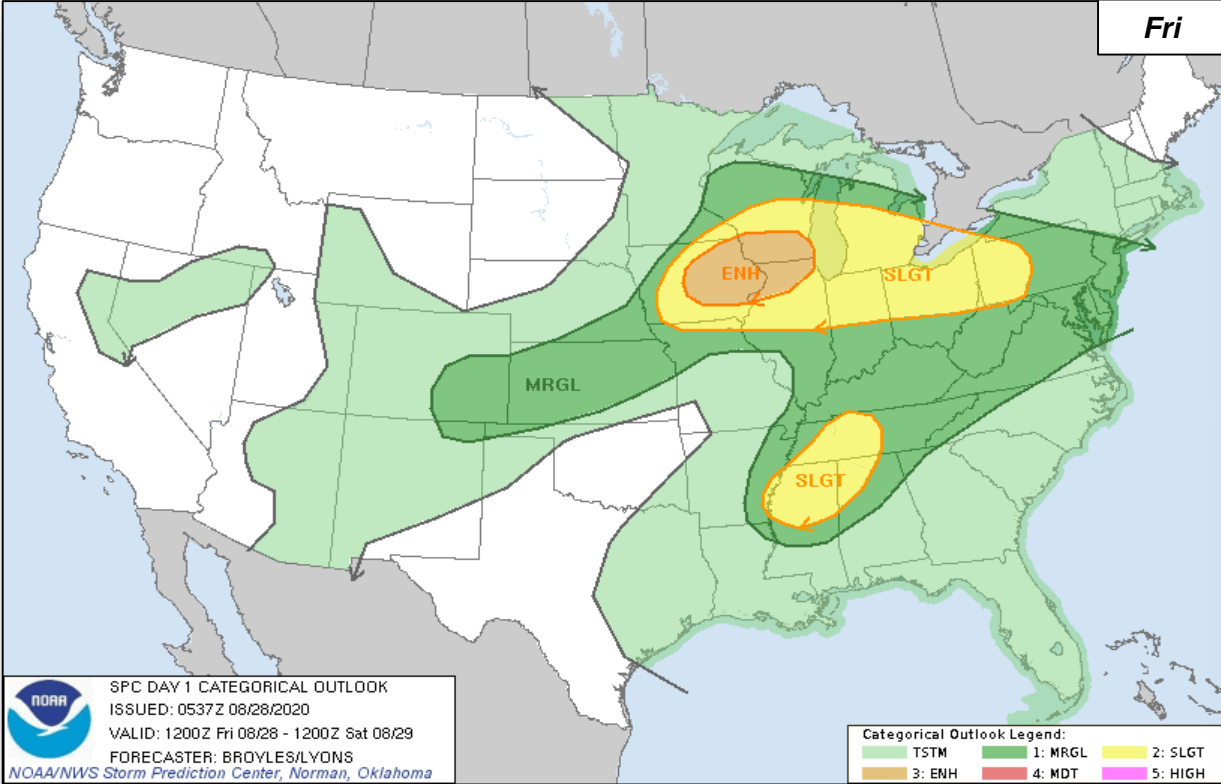 Fri
ENH
SLGT
MRGL
SLGT
NOAA
SPC DAY 1 CATEGORICAL OUTLOOK
ISSUED: 0537Z 08/28/2020
VALID: 1200Z Fri 08/28 - 1200Z Sat 08/29
FORECASTER: BROYLES/LYONS
NOAA/NWS Storm Prediction Center, Norman, Oklahoma
Categorical Outlook Legend:
TSTM 1: MRGL 2: SLGT
3: ENH 4: MDT 5: HIGH